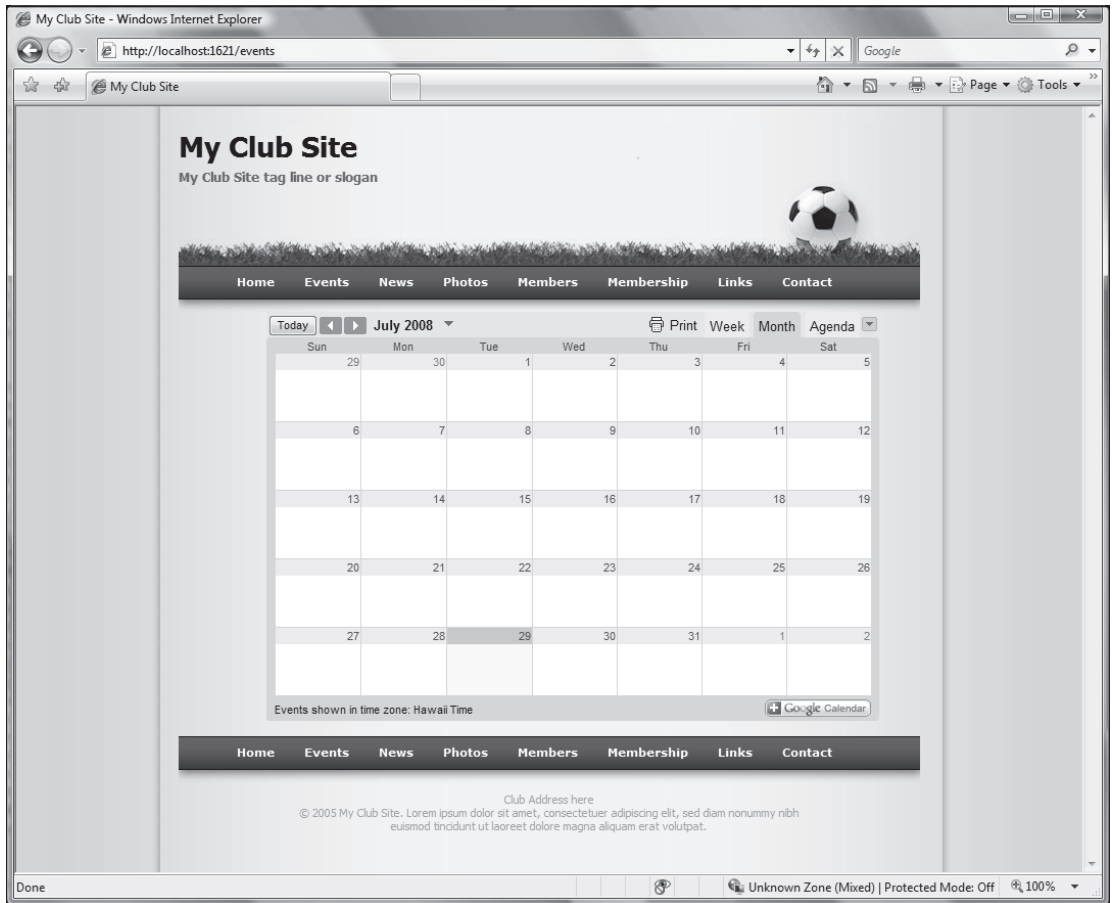 My Club Site - Windows Internet Explorer
http://localhost:1621/events
Google
My Club Site
Page
Tools
My Club Site
My Club Site tag line or slogan
Home Events News Photos Members Membership Links Contact
Today July 2008 Print Week Month Agenda
Sun Mon Tue Wed Thu Fri Sat
29 30 1 2 3 4 5
6 7 8 9 10 11 12
13 14 15 16 17 18 19
20 21 22 23 24 25 26
27 28 29 30 31 1 2
Events shown in time zone: Hawaii Time
Google Calendar
Home Events News Photos Members Membership Links Contact
Club Address here
© 2005 My Club Site. Lorem ipsum dolor sit amet, consectetuer adipiscing elit, sed diam nonummy nibh
euismod tincidunt ut laoreet dolore magna aliquam erat volutpat.
Done
Unknown Zone (Mixed) | Protected Mode: Off
100%